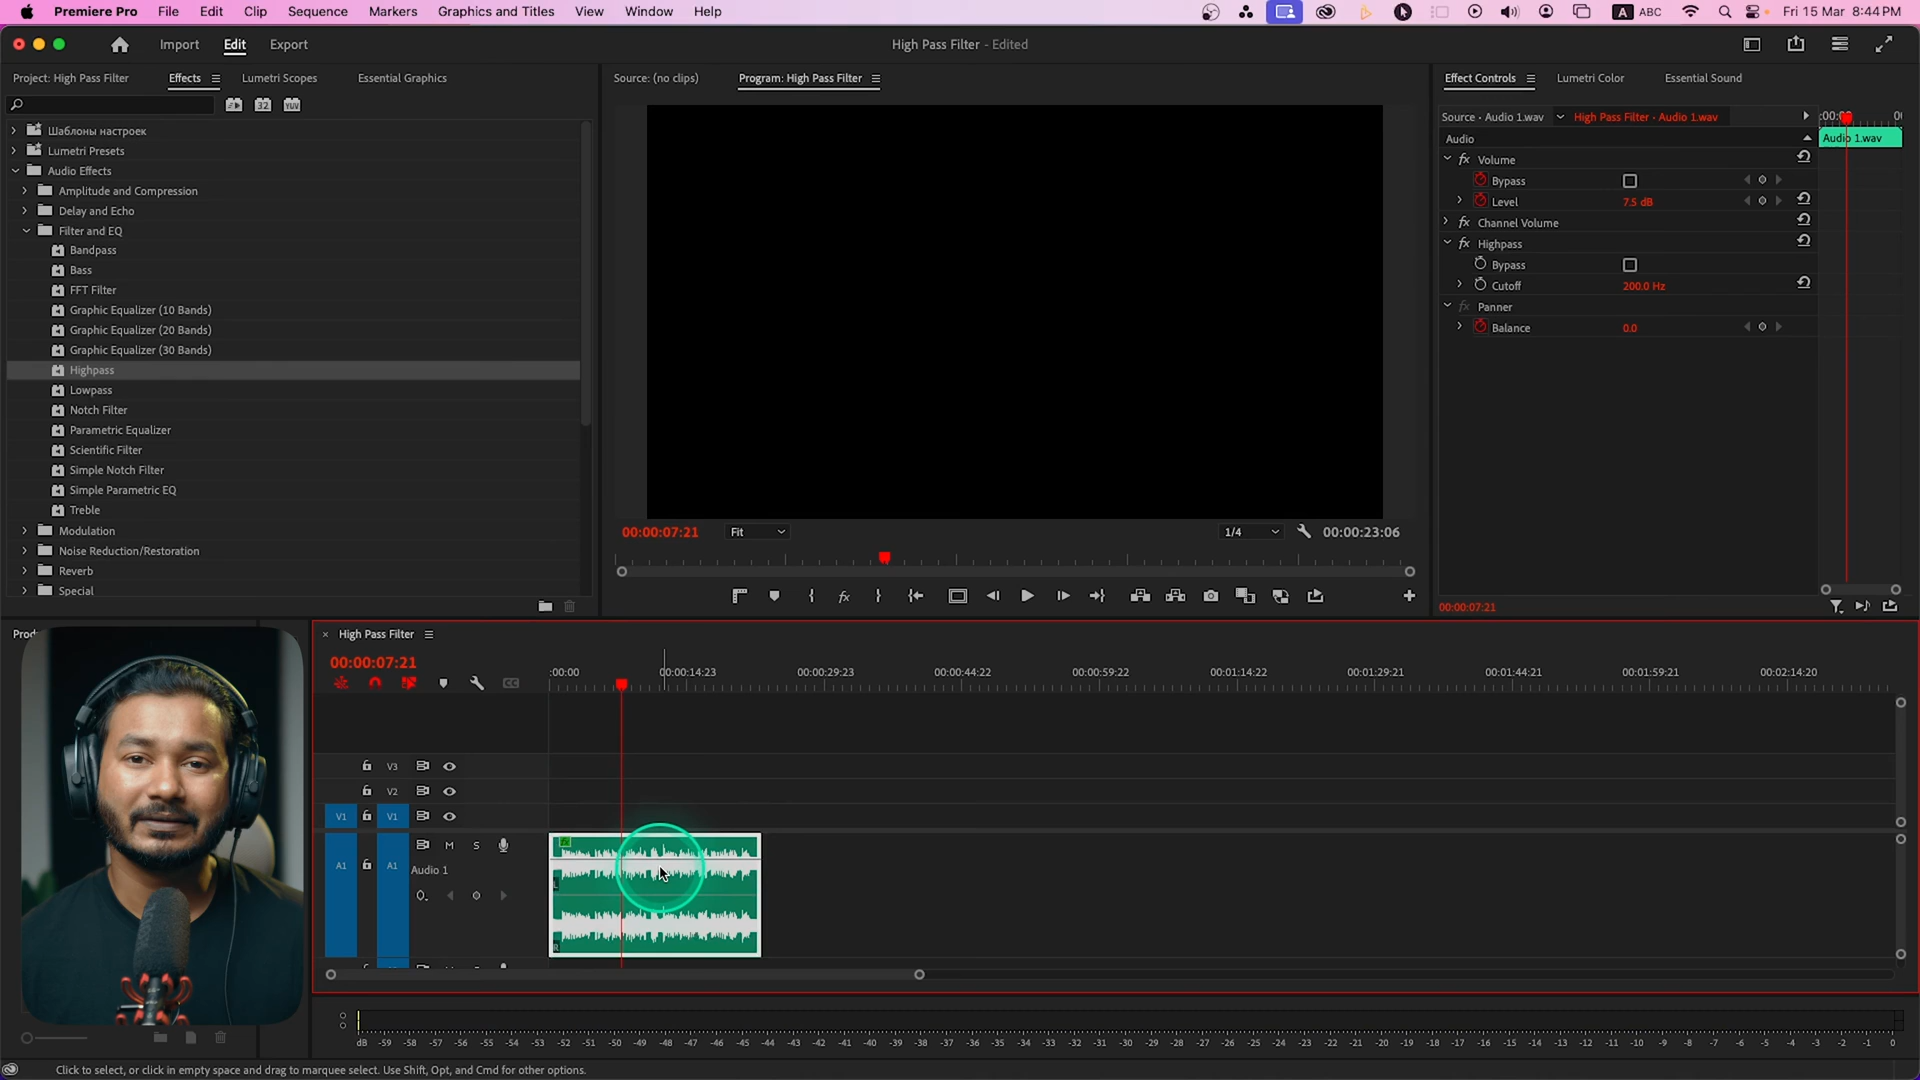 Premiere Pro File Edit Clip Sequence Markers Graphics and Titles View Window Help A ABC Fri 15 Mar 8:44 PM
Import Edit Export High Pass Filter - Edited
Project: High Pass Filter Effects Lumetri Scopes Essential Graphics
Source: (no clips) Program: High Pass Filter
Effect Controls Lumetri Color Essential Sound
32 YUV
Шаблоны настроек
Lumetri Presets
Audio Effects
Amplitude and Compression
Delay and Echo
Filter and EQ
Bandpass
Bass
FFT Filter
Graphic Equalizer (10 Bands)
Graphic Equalizer (20 Bands)
Graphic Equalizer (30 Bands)
Highpass
Lowpass
Notch Filter
Parametric Equalizer
Scientific Filter
Simple Notch Filter
Simple Parametric EQ
Treble
Modulation
Noise Reduction/Restoration
Reverb
Special
00:00:07:21 Fit 1/4 00:00:23:06
fx
Source • Audio 1.wav High Pass Filter • Audio 1.wav
Audio
Audio 1.wav
fx Volume
Bypass
Level 7.5 dB
fx Channel Volume
fx Highpass
Bypass
Cutoff 200.0 Hz
fx Panner
Balance 0.0
00:00:07:21
× High Pass Filter
00:00:07:21
CC
:00:00 00:00:14:23 00:00:29:23 00:00:44:22 00:00:59:22 00:01:14:22 00:01:29:21 00:01:44:21 00:01:59:21 00:02:14:20
V3
V2
V1 V1
A1 A1 M S
Audio 1
L
R
dB -59 -58 -57 -56 -55 -54 -53 -52 -51 -50 -49 -48 -47 -46 -45 -44 -43 -42 -41 -40 -39 -38 -37 -36 -35 -34 -33 -32 -31 -30 -29 -28 -27 -26 -25 -24 -23 -22 -21 -20 -19 -18 -17 -16 -15 -14 -13 -12 -11 -10 -9 -8 -7 -6 -5 -4 -3 -2 -1 0
Click to select, or click in empty space and drag to marquee select. Use Shift, Opt, and Cmd for other options.